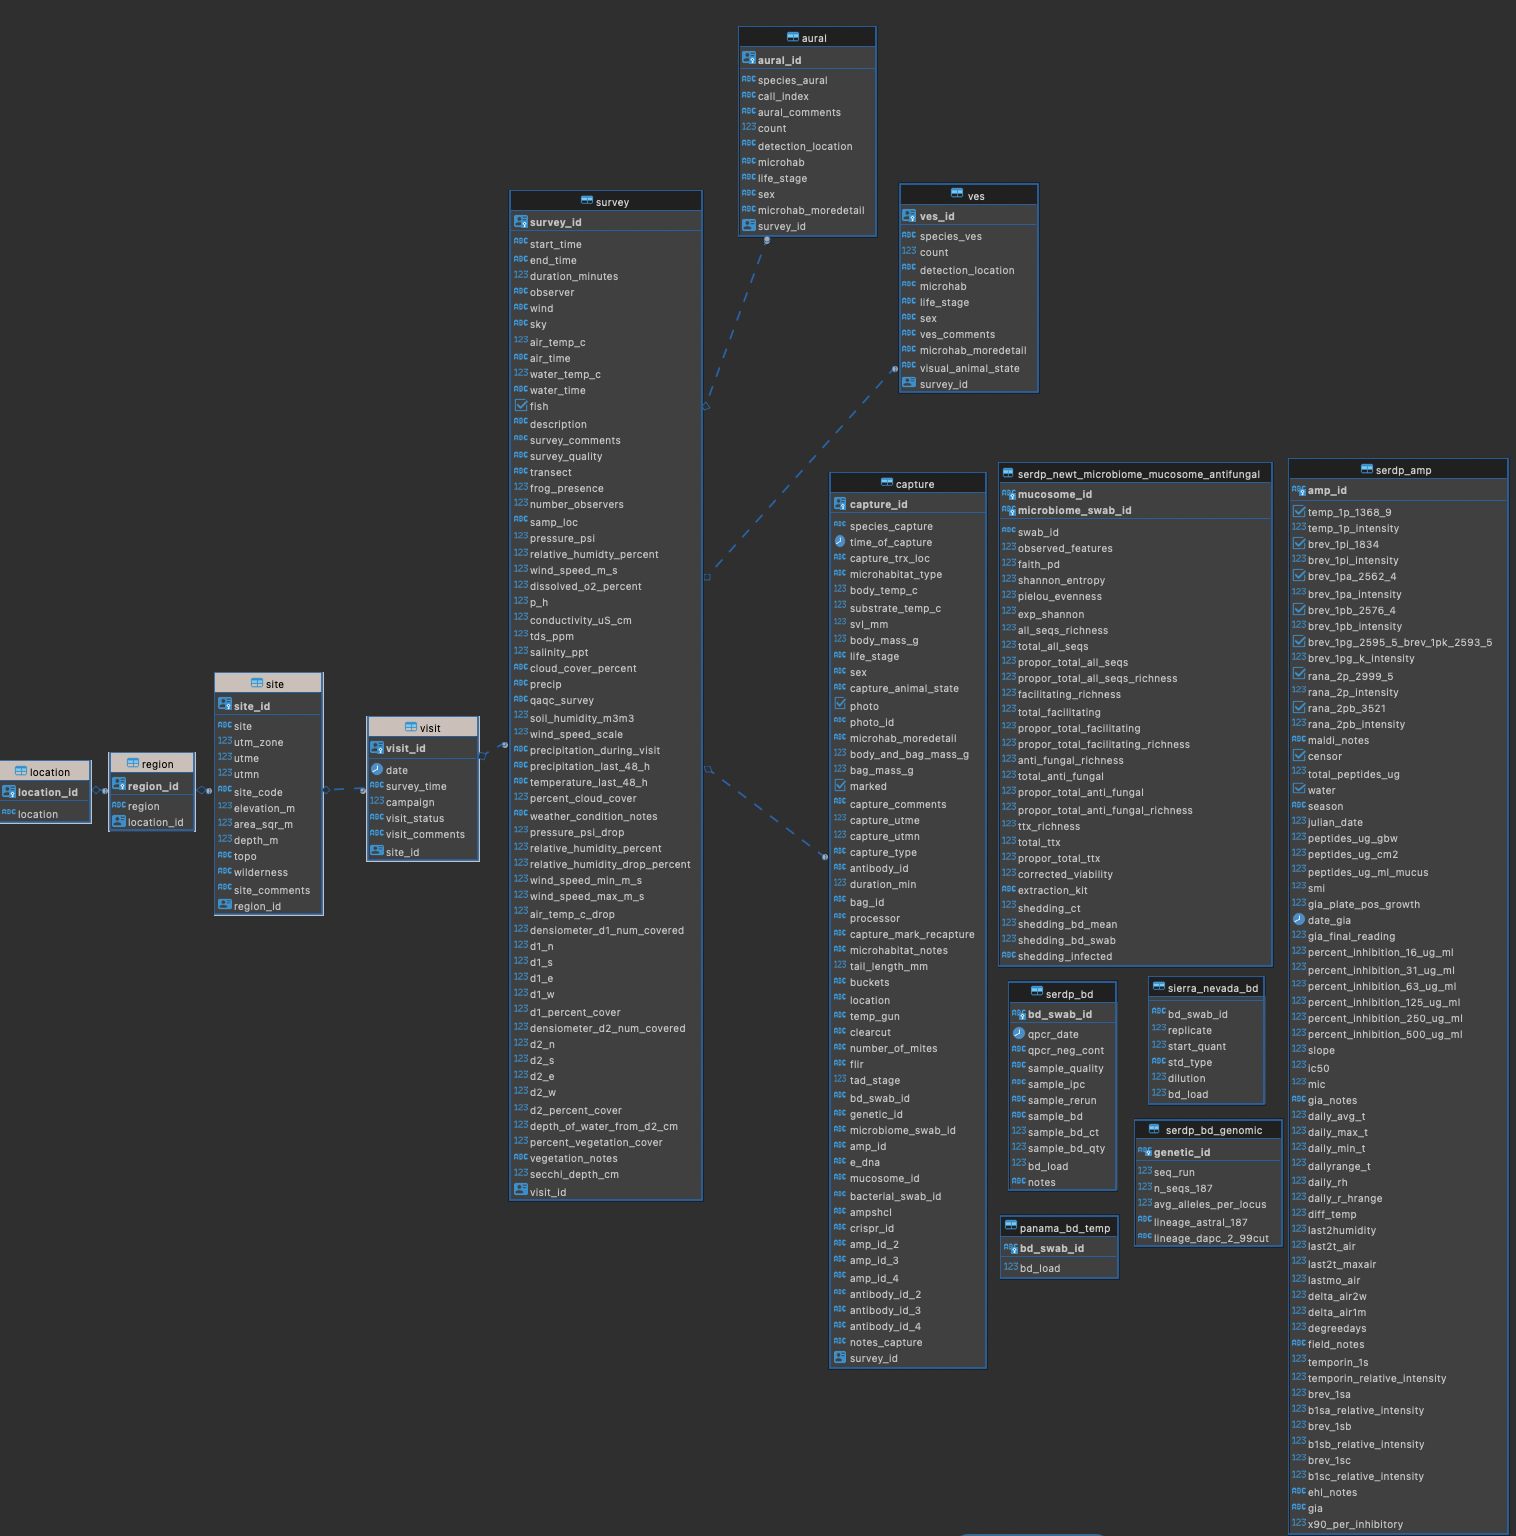 location
location_id
location
region
region_id
region
location_id
site
site_id
site
utm_zone
utme
utmn
site_code
elevation_m
area_sqr_m
depth_m
topo
wilderness
site_comments
region_id
visit
visit_id
date
survey_time
campaign
visit_status
visit_comments
site_id
survey
survey_id
start_time
end_time
duration_minutes
observer
wind
sky
air_temp_c
air_time
water_temp_c
water_time
fish
description
survey_comments
survey_quality
transect
frog_presence
number_observers
samp_loc
pressure_psi
relative_humidty_percent
wind_speed_m_s
dissolved_o2_percent
p_h
conductivity_uS_cm
tds_ppm
salinity_ppt
cloud_cover_percent
precip
qaqc_survey
soil_humidity_m3m3
wind_speed_scale
precipitation_during_visit
precipitation_last_48_h
temperature_last_48_h
percent_cloud_cover
weather_condition_notes
pressure_psi_drop
relative_humidity_percent
relative_humidity_drop_percent
wind_speed_min_m_s
wind_speed_max_m_s
air_temp_c_drop
densiometer_d1_num_covered
d1_n
d1_s
d1_e
d1_w
d1_percent_cover
densiometer_d2_num_covered
d2_n
d2_s
d2_e
d2_w
d2_percent_cover
depth_of_water_from_d2_cm
percent_vegetation_cover
vegetation_notes
secchi_depth_cm
visit_id
aural
aural_id
species_aural
call_index
aural_comments
count
detection_location
microhab
life_stage
sex
microhab_moredetail
survey_id
ves
ves_id
species_ves
count
detection_location
microhab
life_stage
sex
ves_comments
microhab_moredetail
visual_animal_state
survey_id
capture
capture_id
species_capture
time_of_capture
capture_trx_loc
microhabitat_type
body_temp_c
substrate_temp_c
svl_mm
body_mass_g
life_stage
sex
capture_animal_state
photo
photo_id
microhab_moredetail
body_and_bag_mass_g
bag_mass_g
marked
capture_comments
capture_utme
capture_utmn
capture_type
antibody_id
duration_min
bag_id
processor
capture_mark_recapture
microhabitat_notes
tail_length_mm
buckets
location
temp_gun
clearcut
number_of_mites
flir
tad_stage
bd_swab_id
genetic_id
microbiome_swab_id
amp_id
e_dna
mucosome_id
bacterial_swab_id
ampshcl
crispr_id
amp_id_2
amp_id_3
amp_id_4
antibody_id_2
antibody_id_3
antibody_id_4
notes_capture
survey_id
serdp_newt_microbiome_mucosome_antifungal
mucosome_id
microbiome_swab_id
swab_id
observed_features
faith_pd
shannon_entropy
pielou_evenness
exp_shannon
all_seqs_richness
total_all_seqs
propor_total_all_seqs
propor_total_all_seqs_richness
facilitating_richness
total_facilitating
propor_total_facilitating
propor_total_facilitating_richness
anti_fungal_richness
total_anti_fungal
propor_total_anti_fungal
propor_total_anti_fungal_richness
ttx_richness
total_ttx
propor_total_ttx
corrected_viability
extraction_kit
shedding_ct
shedding_bd_mean
shedding_bd_swab
shedding_infected
serdp_bd
bd_swab_id
qpcr_date
qpcr_neg_cont
sample_quality
sample_ipc
sample_rerun
sample_bd
sample_bd_ct
sample_bd_qty
bd_load
notes
sierra_nevada_bd
bd_swab_id
replicate
start_quant
std_type
dilution
bd_load
serdp_bd_genomic
genetic_id
seq_run
n_seqs_187
avg_alleles_per_locus
lineage_astral_187
lineage_dapc_2_99cut
panama_bd_temp
bd_swab_id
bd_load
serdp_amp
amp_id
temp_1p_1368_9
temp_1p_intensity
brev_1pi_1834
brev_1pi_intensity
brev_1pa_2562_4
brev_1pa_intensity
brev_1pb_2576_4
brev_1pb_intensity
brev_1pg_2595_5_brev_1pk_2593_5
brev_1pg_k_intensity
rana_2p_2999_5
rana_2p_intensity
rana_2pb_3521
rana_2pb_intensity
maldi_notes
censor
total_peptides_ug
water
season
julian_date
peptides_ug_gbw
peptides_ug_cm2
peptides_ug_ml_mucus
smi
gia_plate_pos_growth
date_gia
gia_final_reading
percent_inhibition_16_ug_ml
percent_inhibition_31_ug_ml
percent_inhibition_63_ug_ml
percent_inhibition_125_ug_ml
percent_inhibition_250_ug_ml
percent_inhibition_500_ug_ml
slope
ic50
mic
gia_notes
daily_avg_t
daily_max_t
daily_min_t
dailyrange_t
daily_rh
daily_r_hrange
diff_temp
last2humidity
last2t_air
last2t_maxair
lastmo_air
delta_air2w
delta_air1m
degreedays
field_notes
temporin_1s
temporin_relative_intensity
brev_1sa
b1sa_relative_intensity
brev_1sb
b1sb_relative_intensity
brev_1sc
b1sc_relative_intensity
ehl_notes
gia
x90_per_inhibitory